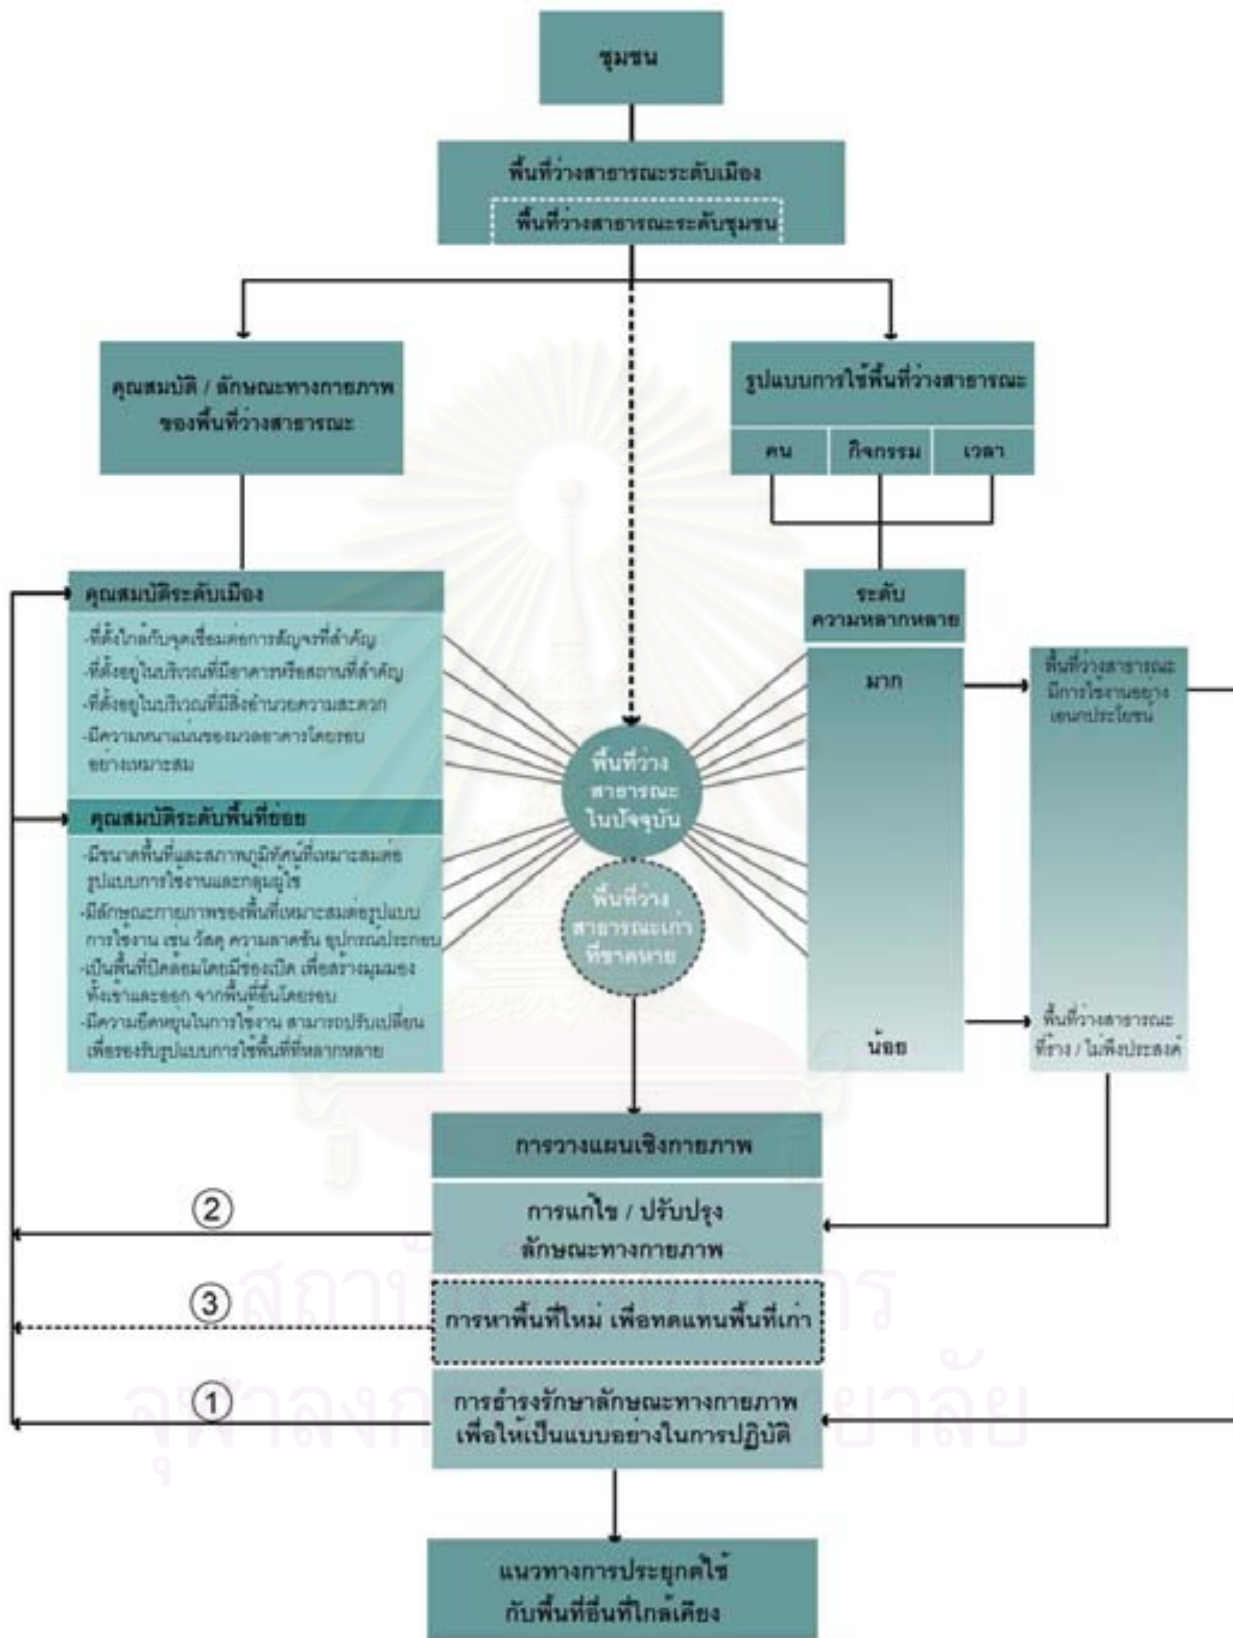 ชุมชน
พื้นที่ว่างสาธารณะระดับเมือง
พื้นที่ว่างสาธารณะระดับชุมชน
คุณสมบัติ / ลักษณะทางกายภาพ
ของพื้นที่ว่างสาธารณะ
รูปแบบการใช้พื้นที่ว่างสาธารณะ
คน กิจกรรม เวลา
คุณสมบัติระดับเมือง
-ที่ตั้งใกล้กับจุดเชื่อมต่อการสัญจรที่สำคัญ
-ที่ตั้งอยู่ในบริเวณที่มีอาคารหรือสถานที่สำคัญ
-ที่ตั้งอยู่ในบริเวณที่มีสิ่งอำนวยความสะดวก
-มีความหนาแน่นของมวลอาคารโดยรอบ
อย่างเหมาะสม
คุณสมบัติระดับพื้นที่ย่อย
-มีขนาดพื้นที่และสภาพภูมิทัศน์ที่เหมาะสมต่อ
รูปแบบการใช้งานและกลุ่มผู้ใช้
-มีลักษณะกายภาพของพื้นที่เหมาะสมต่อรูปแบบ
การใช้งาน เช่น วัสดุ ความลาดชัน อุปกรณ์ประกอบ
-เป็นพื้นที่ปิดล้อมโดยมีช่องเปิด เพื่อสร้างมุมมอง
ทั้งเข้าและออก จากพื้นที่อื่นโดยรอบ
-มีความยืดหยุ่นในการใช้งาน สามารถปรับเปลี่ยน
เพื่อรองรับรูปแบบการใช้พื้นที่ที่หลากหลาย
พื้นที่ว่าง
สาธารณะ
ในปัจจุบัน
พื้นที่ว่าง
สาธารณะเก่า
ที่ขาดหาย
ระดับ
ความหลากหลาย
มาก
น้อย
พื้นที่ว่างสาธารณะ
มีการใช้งานอย่าง
เอนกประโยชน์
พื้นที่ว่างสาธารณะ
ที่ร้าง / ไม่พึงประสงค์
การวางแผนเชิงกายภาพ
② การแก้ไข / ปรับปรุง
ลักษณะทางกายภาพ
③ การหาพื้นที่ใหม่ เพื่อทดแทนพื้นที่เก่า
① การธำรงรักษาลักษณะทางกายภาพ
เพื่อให้เป็นแบบอย่างในการปฏิบัติ
แนวทางการประยุกต์ใช้
กับพื้นที่อื่นที่ใกล้เคียง